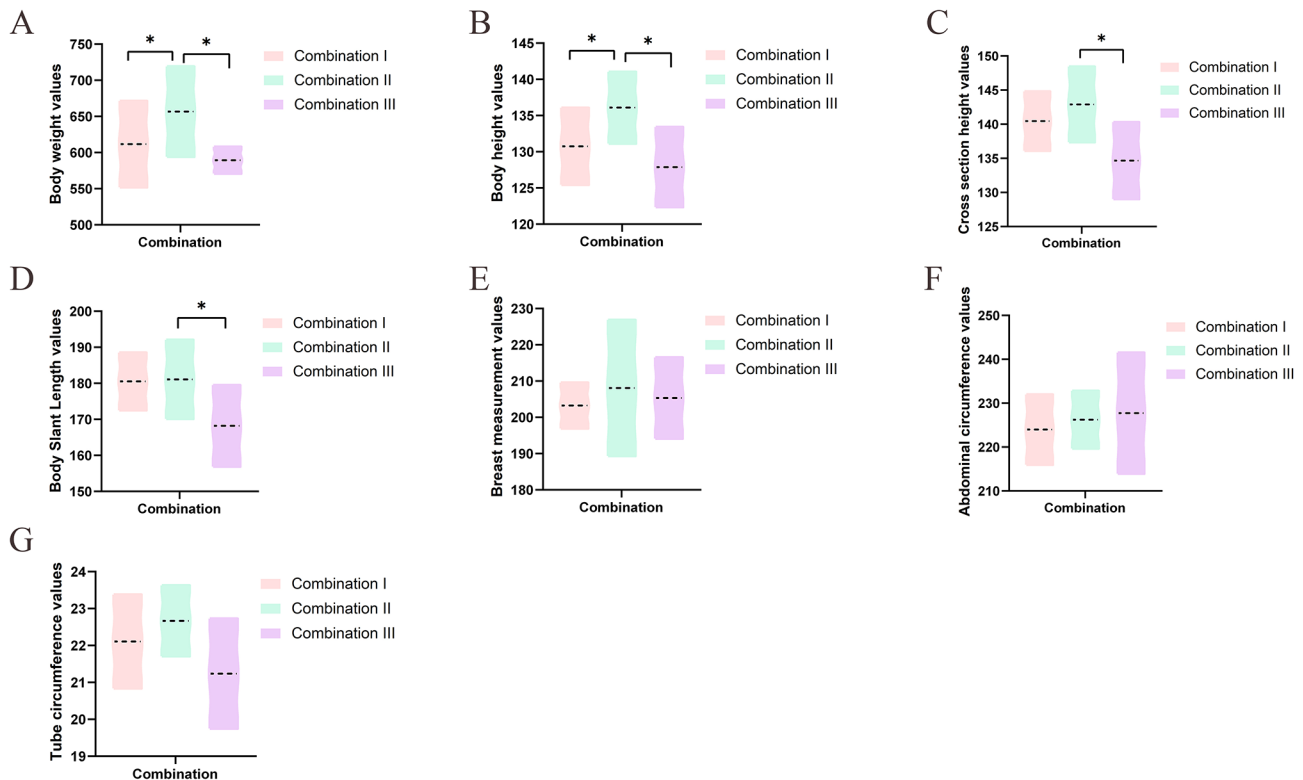 A
Body weight values
750
700
650
600
550
500
*
*
Combination
Combination I
Combination II
Combination III
B
Body height values
145
140
135
130
125
120
*
*
Combination
Combination I
Combination II
Combination III
C
Cross section height values
150
145
140
135
130
125
*
Combination
Combination I
Combination II
Combination III
D
Body Slant Length values
200
190
180
170
160
150
*
Combination
Combination I
Combination II
Combination III
E
Breast measurement values
230
220
210
200
190
180
Combination
Combination I
Combination II
Combination III
F
Abdominal circumference values
250
240
230
220
210
Combination
Combination I
Combination II
Combination III
G
Tube circumference values
24
23
22
21
20
19
Combination
Combination I
Combination II
Combination III